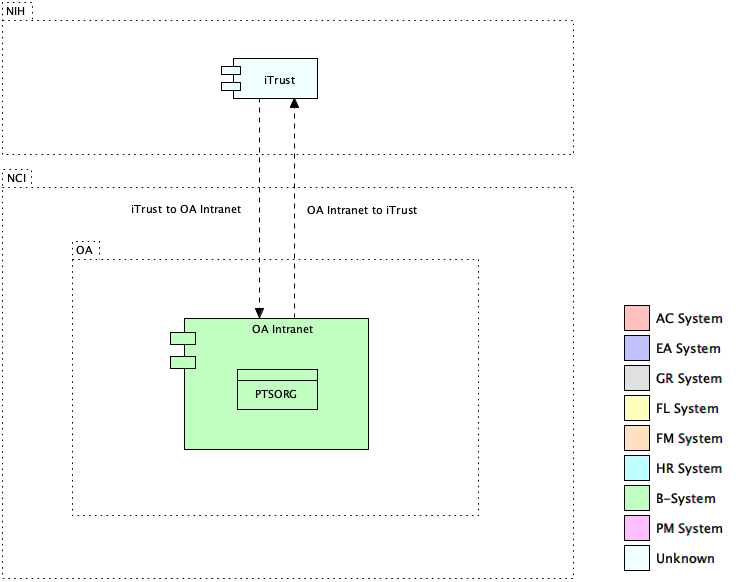 NIH
iTrust
NCI
iTrust to OA Intranet
OA Intranet to iTrust
OA
OA Intranet
PTSORG
AC System
EA System
GR System
FL System
FM System
HR System
B-System
PM System
Unknown